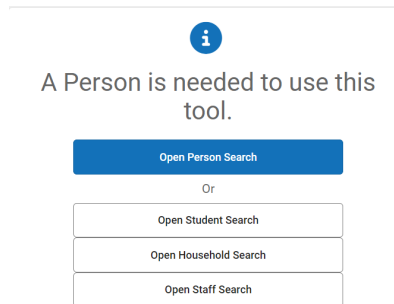 A Person is needed to use this
tool.
Open Person Search
Or
Open Student Search
Open Household Search
Open Staff Search